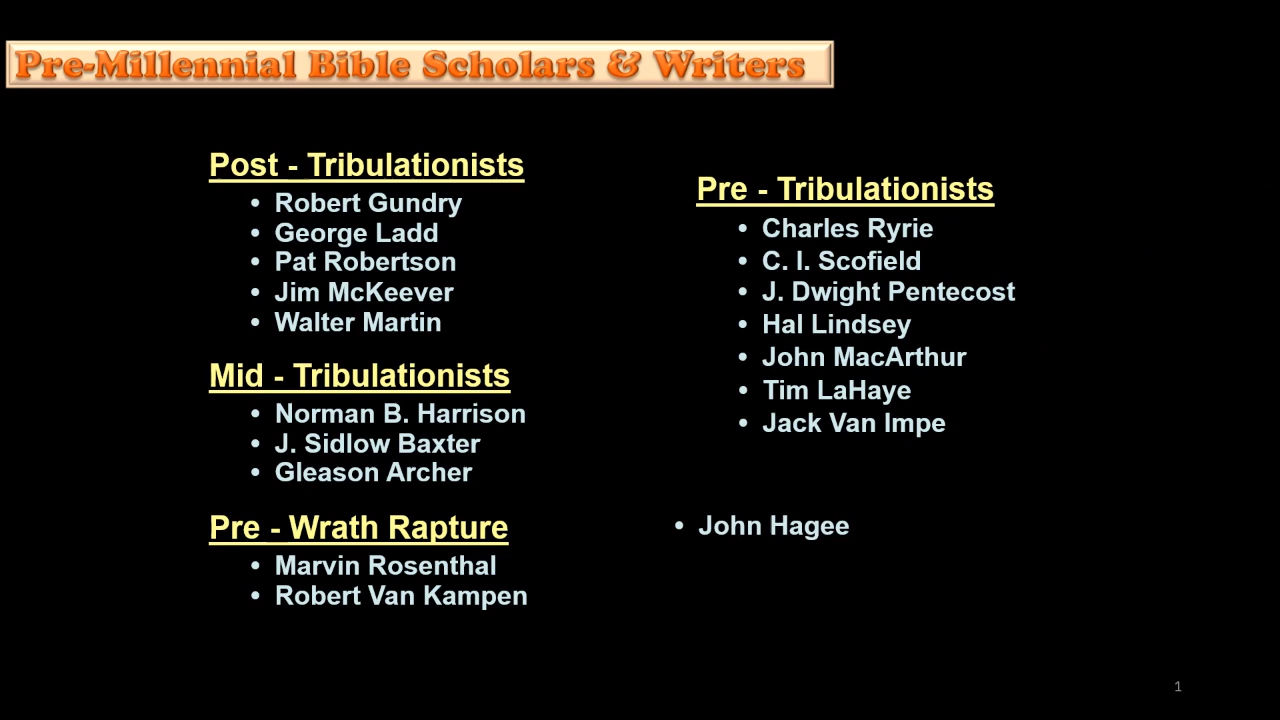 Pre-Millennial Bible Scholars & Writers
Post - Tribulationists
• Robert Gundry
• George Ladd
• Pat Robertson
• Jim McKeever
• Walter Martin
Mid - Tribulationists
• Norman B. Harrison
• J. Sidlow Baxter
• Gleason Archer
Pre - Wrath Rapture
• Marvin Rosenthal
• Robert Van Kampen
Pre - Tribulationists
• Charles Ryrie
• C. I. Scofield
• J. Dwight Pentecost
• Hal Lindsey
• John MacArthur
• Tim LaHaye
• Jack Van Impe
• John Hagee
1